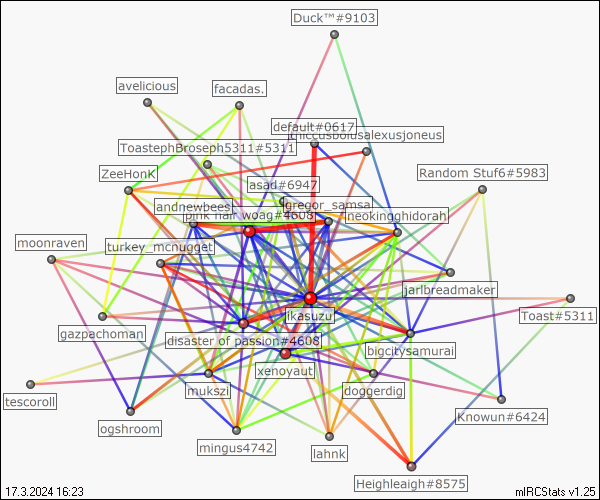 Duck™#9103
avelicious
facadas.
default#0617
chiccusbolusalexusjoneus
ToastephBroseph5311#5311
ZeeHonK
asad#6947
Random Stuf6#5983
andnewbees
gregor_samsa
pink hair woag#4608
neokingghidorah
moonraven
turkey_mcnugget
jarlbreadmaker
likasuzu
Toast#5311
gazpachoman
disaster of passion#4608
bigcitysamurai
xenoyaut
mukszi
doggerdig
tescoroll
Knowun#6424
ogshroom
mingus4742
lahnk
Heighleaigh#8575
17.3.2024 16:23
mIRCStats v1.25